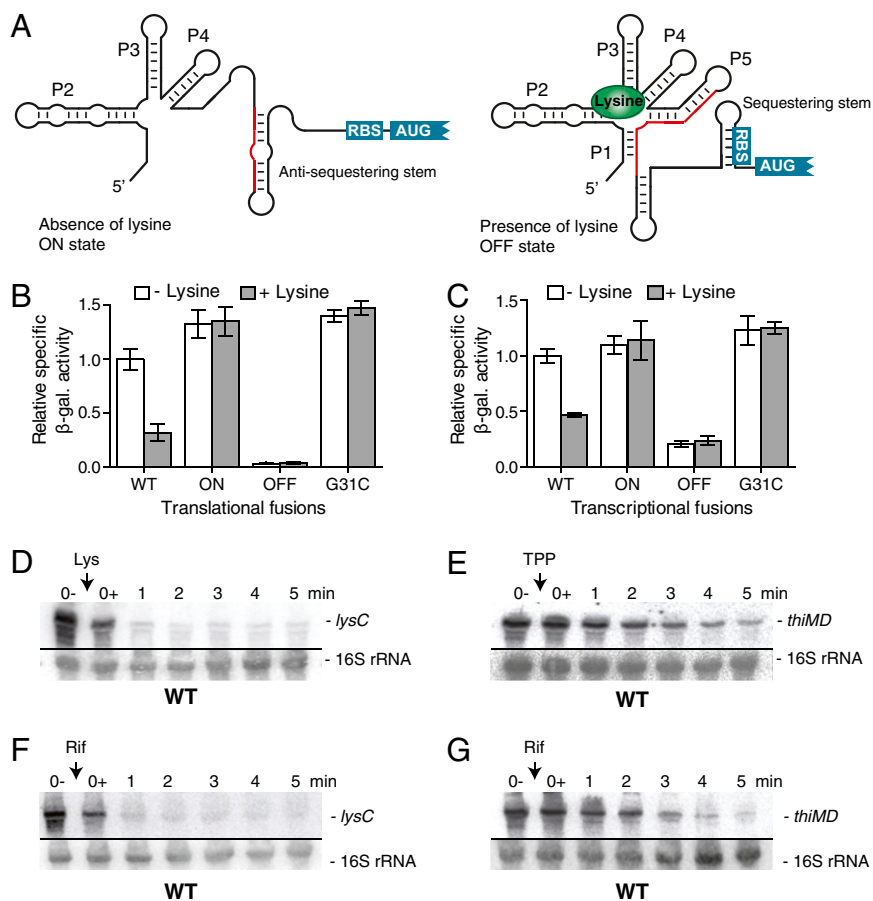 A
P3
P4
P2
RBS
AUG
Anti-sequestering stem
5'
Absence of lysine
ON state
P3
P4
P5
P2
Lysine
Sequestering stem
P1
RBS
AUG
5'
Presence of lysine
OFF state
B
- Lysine
+ Lysine
Relative specific
β-gal. activity
1.5
1.0
0.5
0.0
WT
ON
OFF
G31C
Translational fusions
C
- Lysine
+ Lysine
Relative specific
β-gal. activity
1.5
1.0
0.5
0.0
WT
ON
OFF
G31C
Transcriptional fusions
D
Lys
0- 0+ 1 2 3 4 5 min
- lysC
- 16S rRNA
WT
E
TPP
0- 0+ 1 2 3 4 5 min
- thiMD
- 16S rRNA
WT
F
Rif
0- 0+ 1 2 3 4 5 min
- lysC
- 16S rRNA
WT
G
Rif
0- 0+ 1 2 3 4 5 min
- thiMD
- 16S rRNA
WT